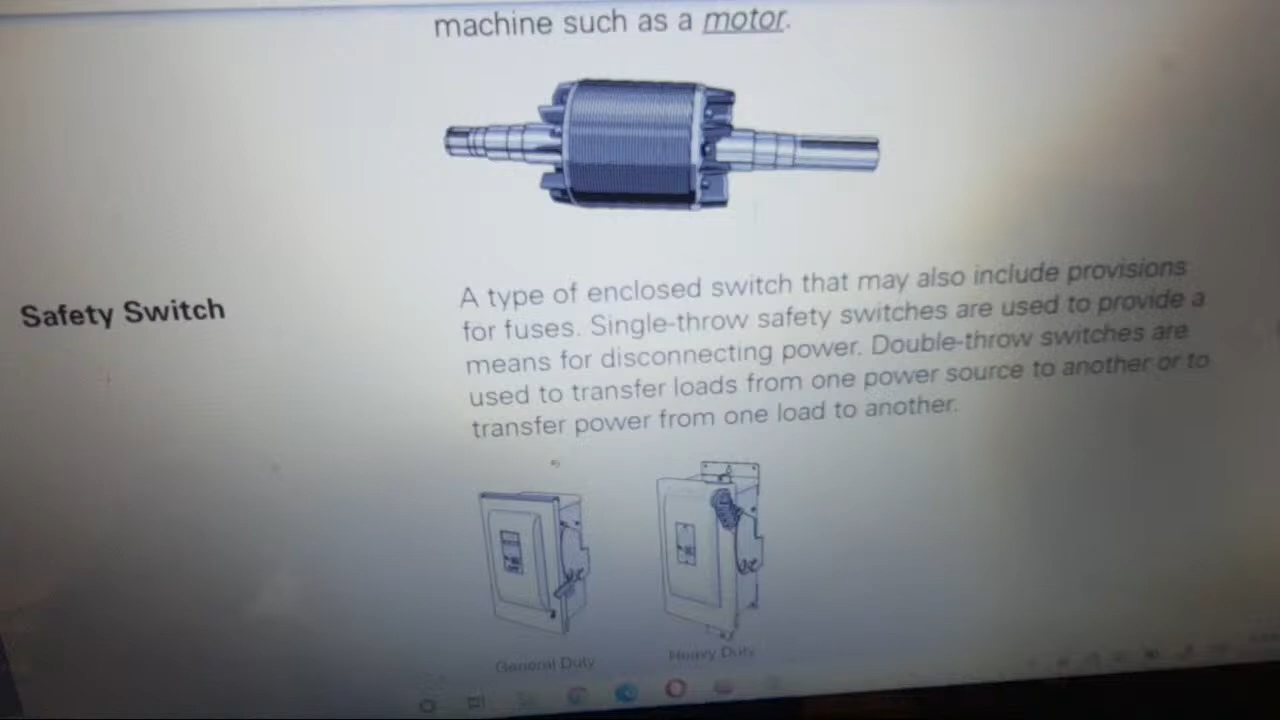 machine such as a motor.
Safety Switch
A type of enclosed switch that may also include provisions
for fuses. Single-throw safety switches are used to provide a
means for disconnecting power. Double-throw switches are
used to transfer loads from one power source to another or to
transfer power from one load to another.
General Duty
Heavy Duty